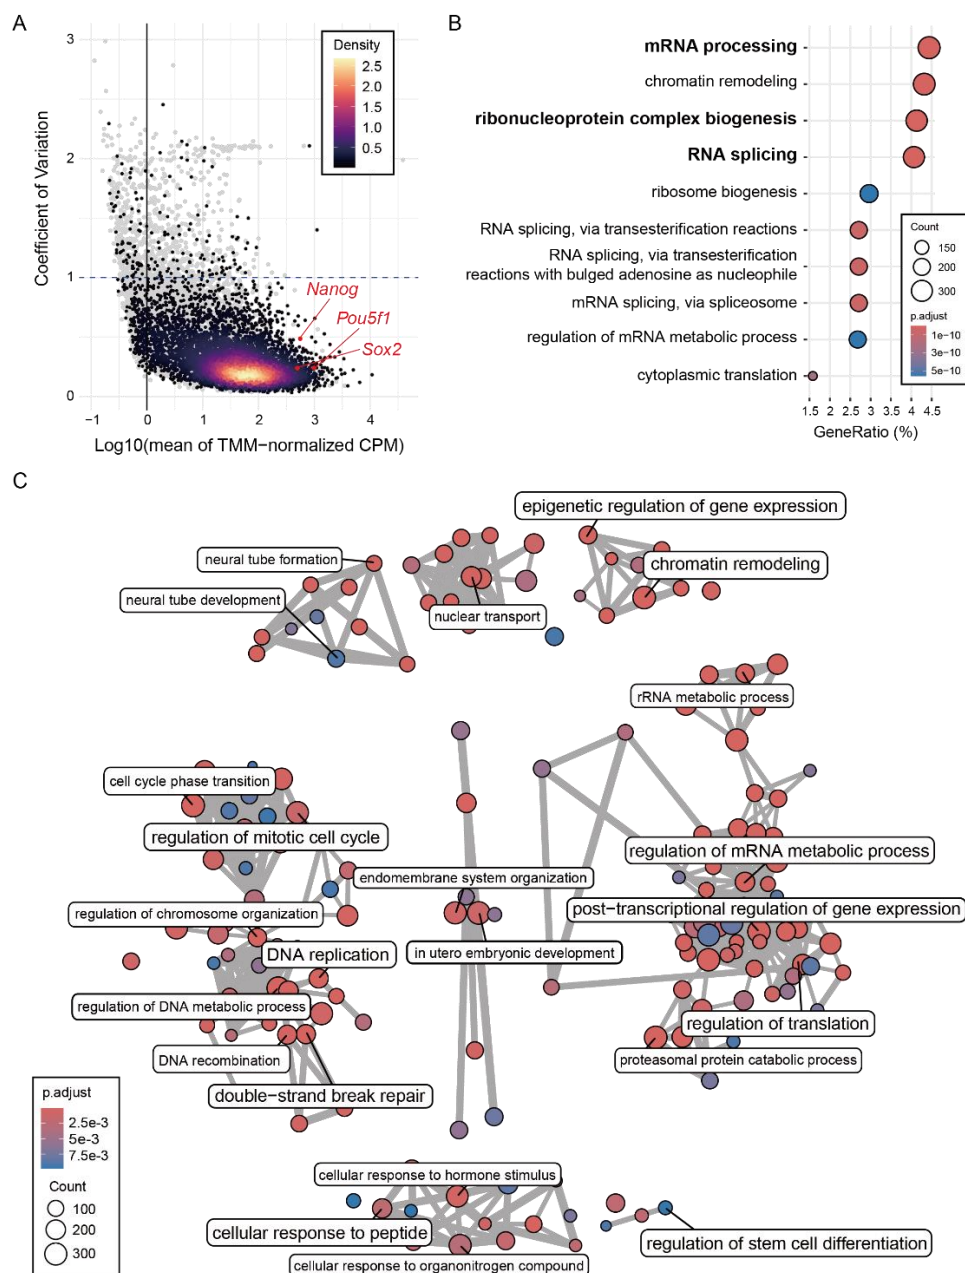 A
3
2
1
0
Coefficient of Variation
−1
0
1
2
3
4
Log10(mean of TMM−normalized CPM)
Density
2.5
2.0
1.5
1.0
0.5
Nanog
Pou5f1
Sox2
B
mRNA processing
chromatin remodeling
ribonucleoprotein complex biogenesis
RNA splicing
ribosome biogenesis
RNA splicing, via transesterification reactions
RNA splicing, via transesterification
reactions with bulged adenosine as nucleophile
mRNA splicing, via spliceosome
regulation of mRNA metabolic process
cytoplasmic translation
1.5
2
2.5
3
3.5
4
4.5
GeneRatio (%)
Count
150
200
300
p.adjust
1e−10
3e−10
5e−10
C
epigenetic regulation of gene expression
neural tube formation
chromatin remodeling
neural tube development
nuclear transport
rRNA metabolic process
cell cycle phase transition
regulation of mitotic cell cycle
regulation of mRNA metabolic process
endomembrane system organization
regulation of chromosome organization
post−transcriptional regulation of gene expression
DNA replication
in utero embryonic development
regulation of DNA metabolic process
regulation of translation
DNA recombination
proteasomal protein catabolic process
double−strand break repair
p.adjust
2.5e−3
5e−3
7.5e−3
Count
100
200
300
cellular response to hormone stimulus
cellular response to peptide
regulation of stem cell differentiation
cellular response to organonitrogen compound